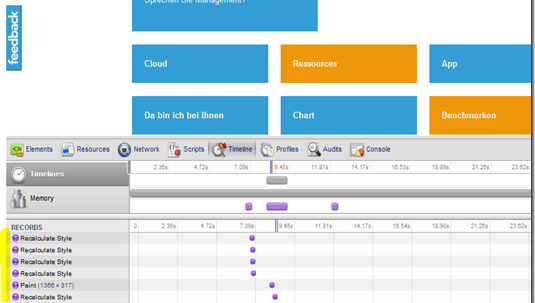 Sprechen Sie Management?
feedback
Cloud
Ressources
App
Da bin ich bei Ihnen
Chart
Benchmarken
Elements Resources Network Scripts Timeline Profiles Audits Console
Timelines
2.36s 4.72s 7.09s 9.45s 11.81s 14.17s 16.53s 18.89s 21.26s 23.62s
Memory
RECORDS
0 2.36s 4.72s 7.09s 9.45s 11.81s 14.17s 16.54s 18.90s 21.26s 23.62s
Recalculate Style
Recalculate Style
Recalculate Style
Recalculate Style
Paint (1366 × 317)
Recalculate Style